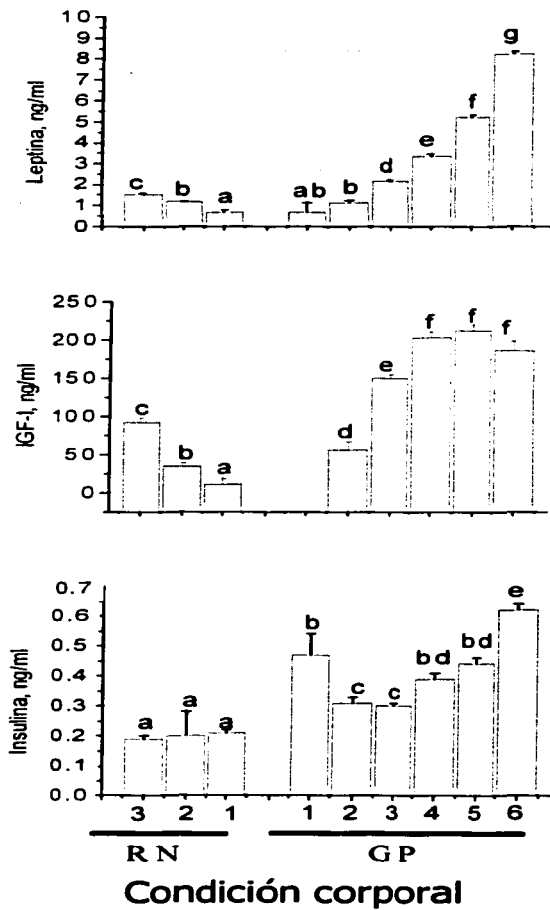 10
9
8
7
6
5
4
3
2
1
0
Leptina, ng/ml
c b a ab b d e f g
250
200
150
100
50
0
IGF-I, ng/ml
c b a d e f f f
0.7
0.6
0.5
0.4
0.3
0.2
0.1
0.0
Insulina, ng/ml
a a a b c c bd bd e
3 2 1 1 2 3 4 5 6
RN GP
Condición corporal